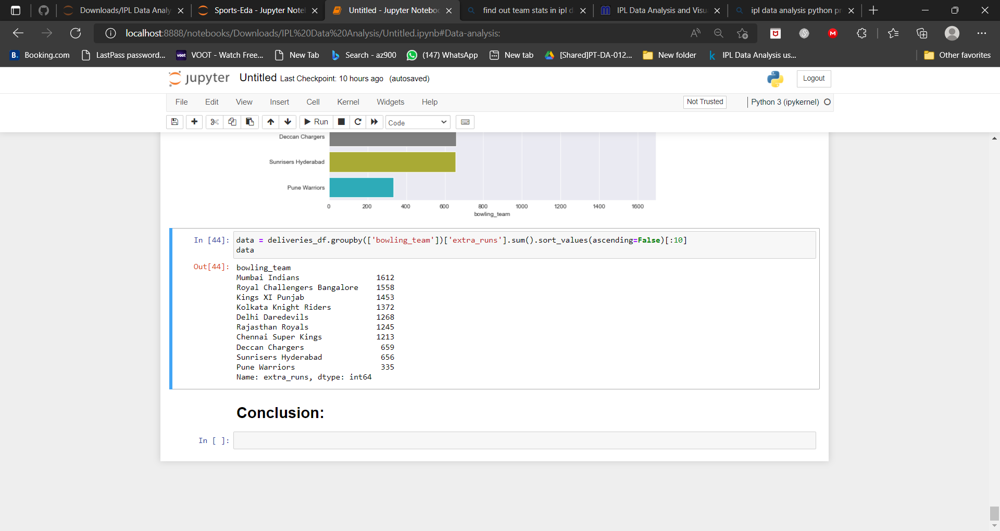 Downloads/IPL Data Analy
Sports-Eda - Jupyter Note
Untitled - Jupyter Notebo
find out team stats in ipl d
IPL Data Analysis and Visu
ipl data analysis python pr
localhost:8888/notebooks/Downloads/IPL%20Data%20Analysis/Untitled.ipynb#Data-analysis:
B. Booking.com
LastPass password...
voot VOOT - Watch Free...
New Tab
Search - az900
(147) WhatsApp
New tab
[Shared]PT-DA-012...
New folder
k IPL Data Analysis us...
Other favorites
jupyter Untitled Last Checkpoint: 10 hours ago (autosaved)
Logout
File Edit View Insert Cell Kernel Widgets Help
Not Trusted
Python 3 (ipykernel)
Run
Code
Deccan Chargers
Sunrisers Hyderabad
Pune Warriors
0 200 400 600 800 1000 1200 1400 1600
bowling_team
In [44]: data = deliveries_df.groupby(['bowling_team'])['extra_runs'].sum().sort_values(ascending=False)[:10]
data
Out[44]: bowling_team
Mumbai Indians 1612
Royal Challengers Bangalore 1558
Kings XI Punjab 1453
Kolkata Knight Riders 1372
Delhi Daredevils 1268
Rajasthan Royals 1245
Chennai Super Kings 1213
Deccan Chargers 659
Sunrisers Hyderabad 656
Pune Warriors 335
Name: extra_runs, dtype: int64
Conclusion:
In [ ]: